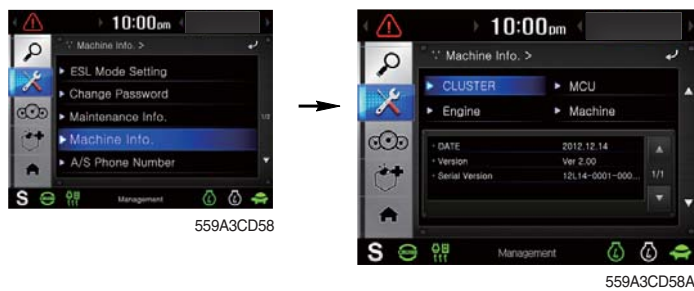 10:00pm
Machine Info. >
ESL Mode Setting
Change Password
Maintenance Info.
Machine Info.
1/2
A/S Phone Number
S
Management
559A3CD58
10:00pm
Machine Info. >
CLUSTER
MCU
Engine
Machine
DATE 2012.12.14
Version Ver 2.00
Serial Version 12L14-0001-000...
1/1
S
Management
559A3CD58A